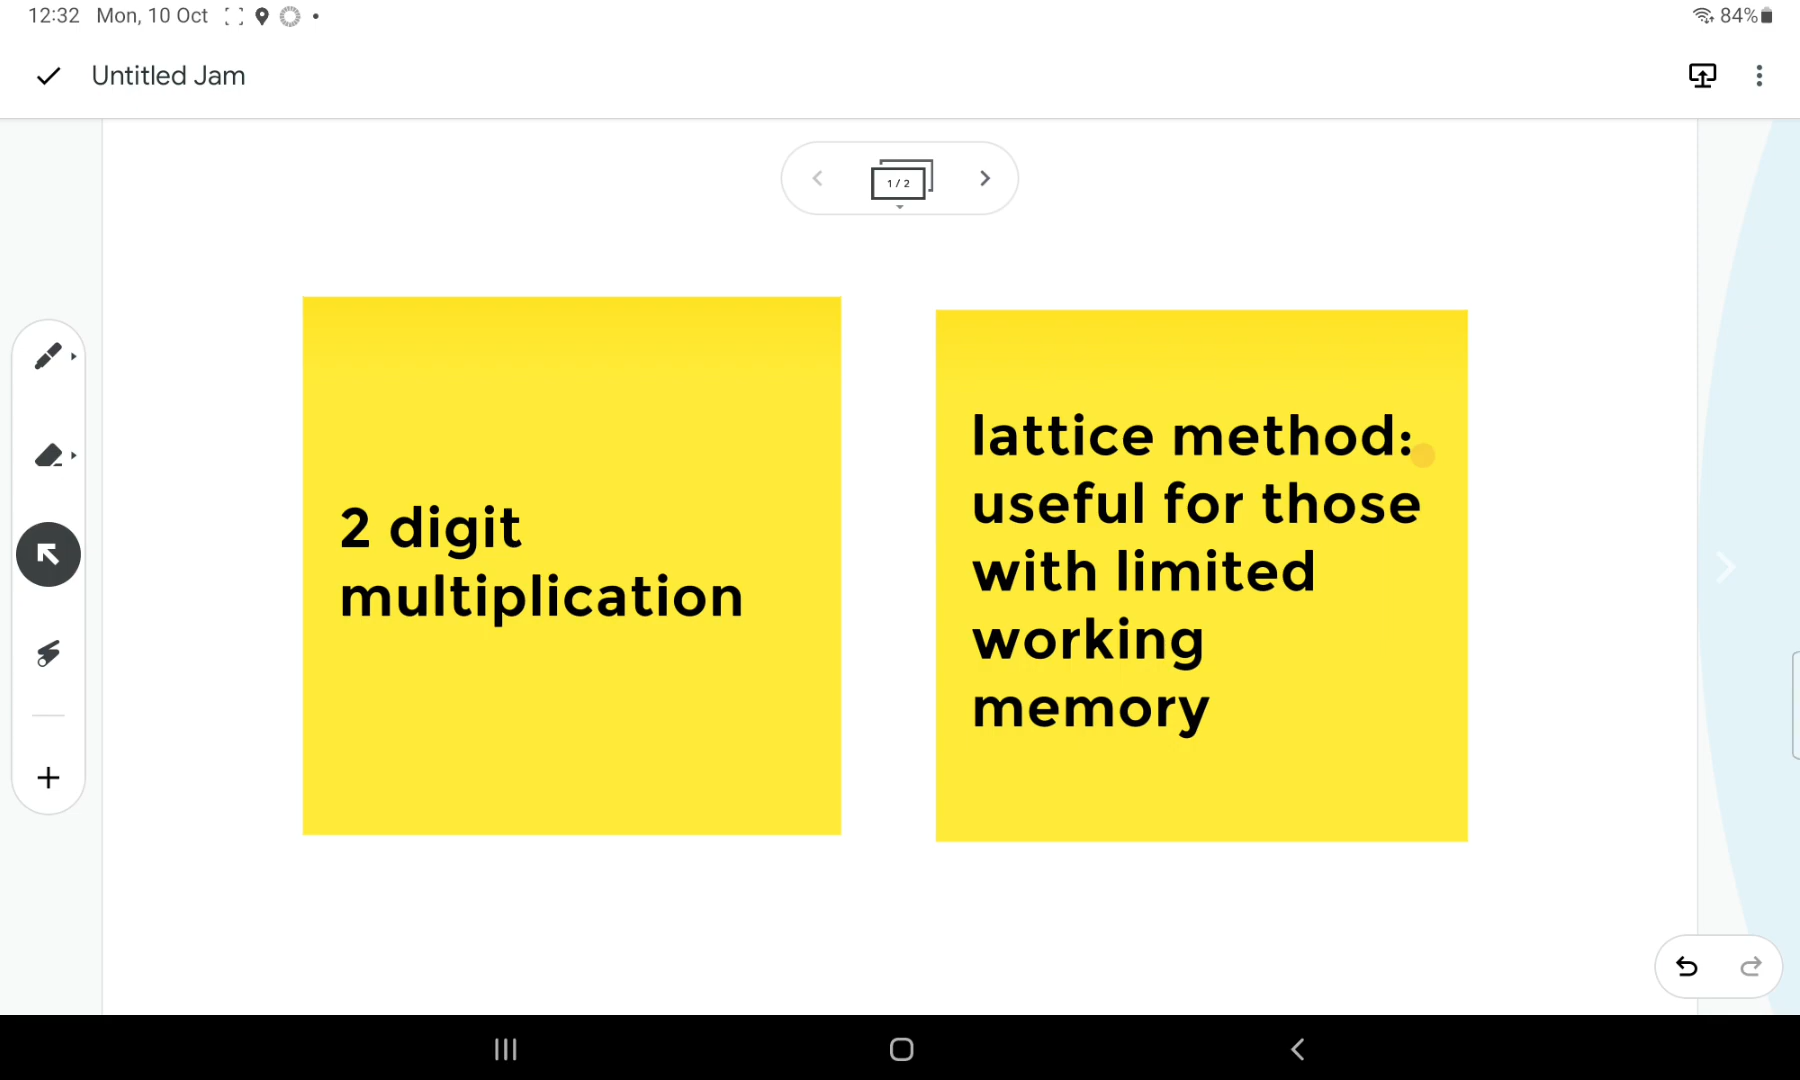 12:32 Mon, 10 Oct
84%
Untitled Jam
1 / 2
2 digit
multiplication
lattice method:
useful for those
with limited
working
memory